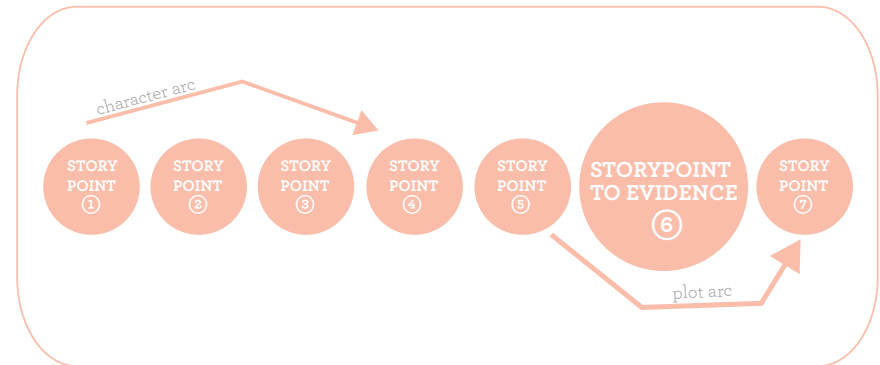 character arc
STORY
POINT
①
STORY
POINT
②
STORY
POINT
③
STORY
POINT
④
STORY
POINT
⑤
STORYPOINT
TO EVIDENCE
⑥
STORY
POINT
⑦
plot arc